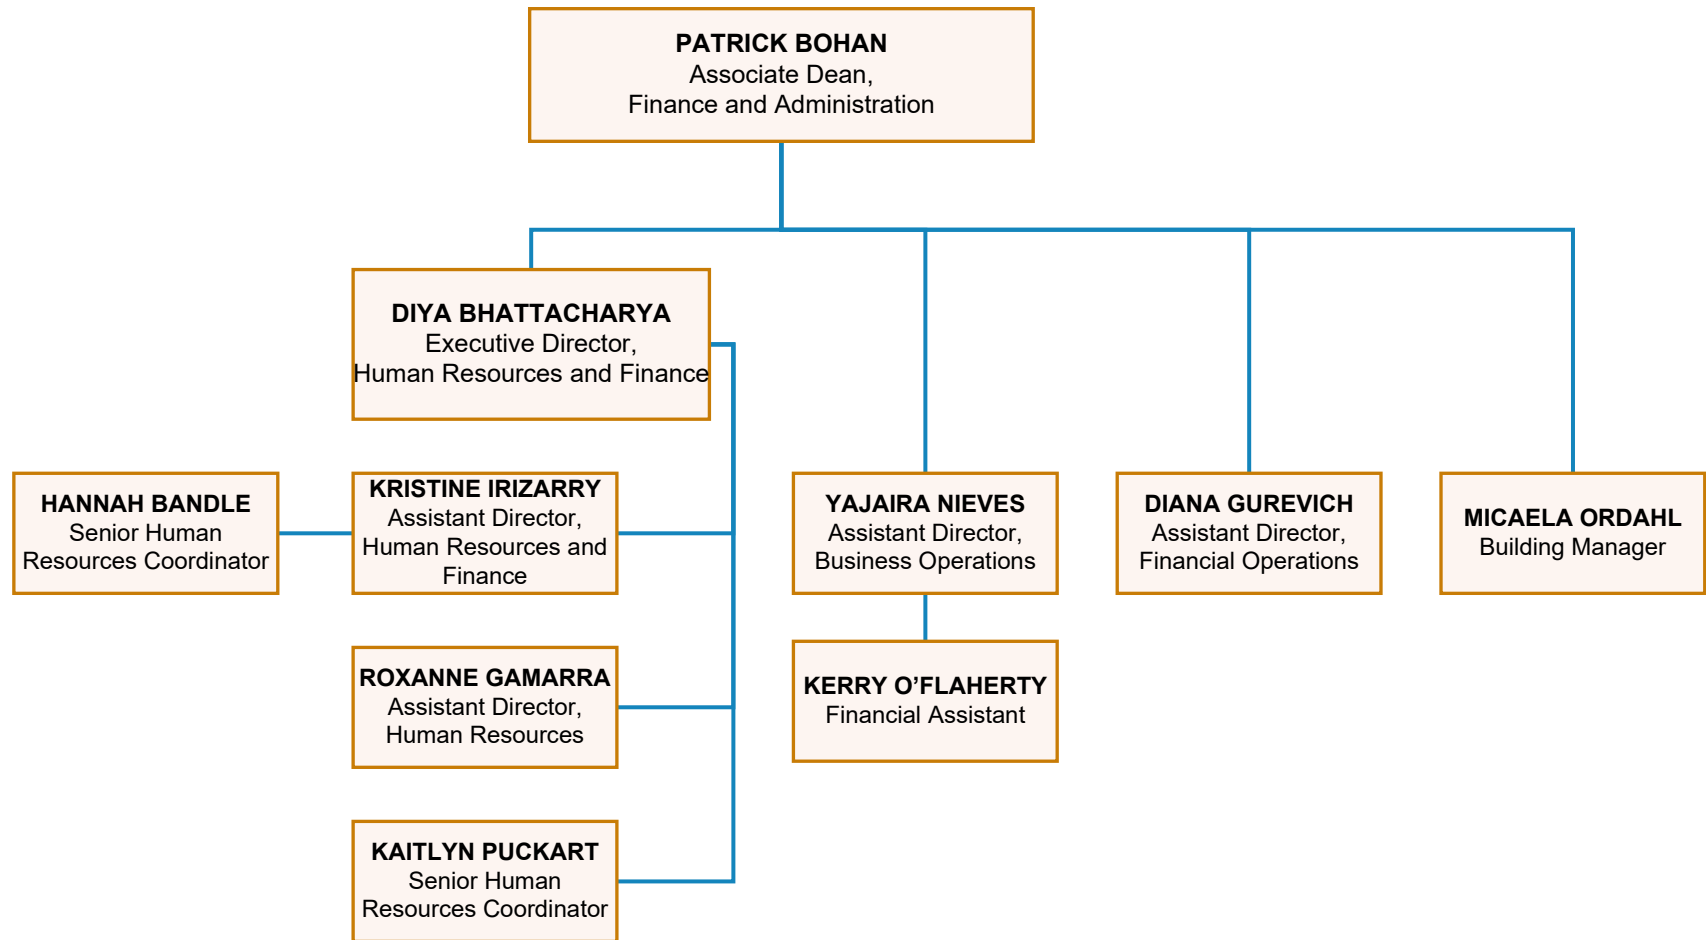 PATRICK BOHAN
Associate Dean,
Finance and Administration
DIYA BHATTACHARYA
Executive Director,
Human Resources and Finance
HANNAH BANDLE
Senior Human
Resources Coordinator
KRISTINE IRIZARRY
Assistant Director,
Human Resources and
Finance
YAJAIRA NIEVES
Assistant Director,
Business Operations
DIANA GUREVICH
Assistant Director,
Financial Operations
MICAELA ORDAHL
Building Manager
ROXANNE GAMARRA
Assistant Director,
Human Resources
KERRY O’FLAHERTY
Financial Assistant
KAITLYN PUCKART
Senior Human
Resources Coordinator